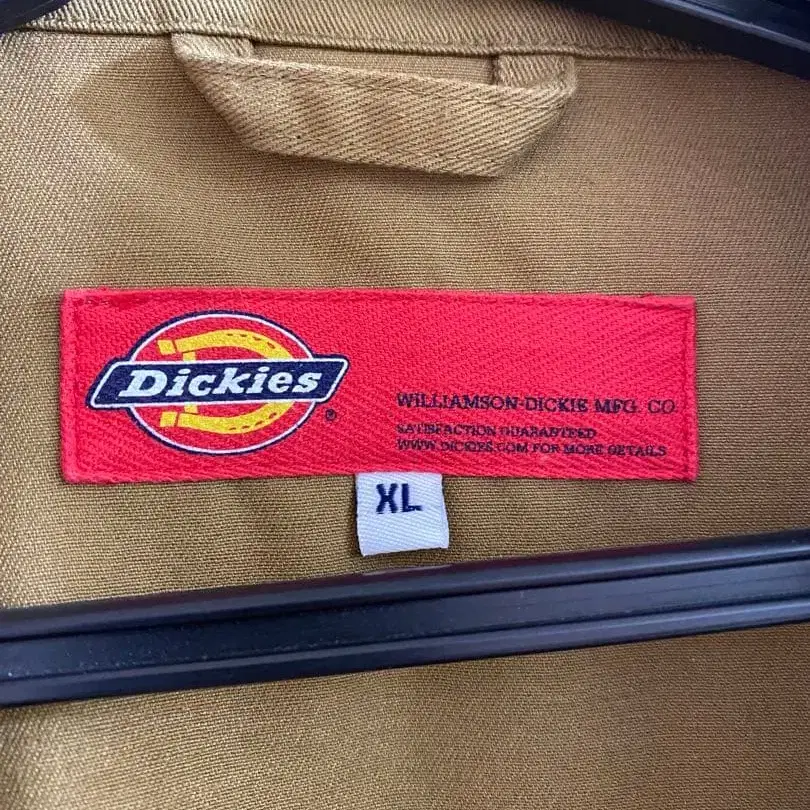 Dickies
®
WILLIAMSON-DICKIE MFG. CO
SATISFACTION GUARANTEED
WWW.DICKIES.COM FOR MORE DETAILS
XL